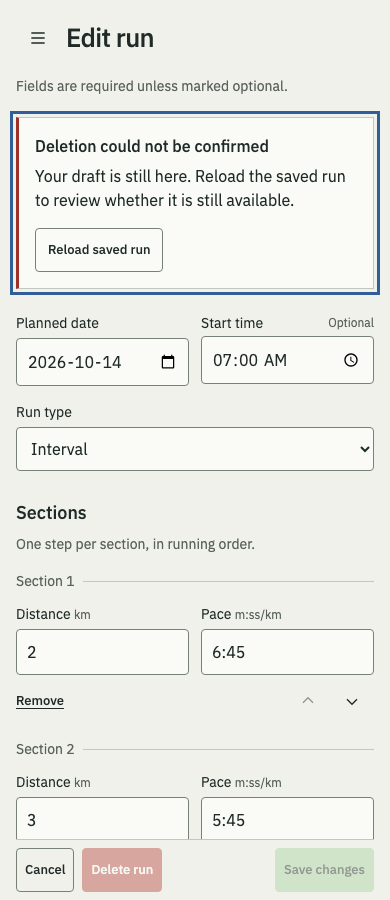 Edit run
Fields are required unless marked optional.
Deletion could not be confirmed
Your draft is still here. Reload the saved run
to review whether it is still available.
Reload saved run
Planned date
Start time Optional
2026-10-14
07:00 AM
Run type
Interval
Sections
One step per section, in running order.
Section 1
Distance km
Pace m:ss/km
2
6:45
Remove
Section 2
Distance km
Pace m:ss/km
3
5:45
Cancel
Delete run
Save changes